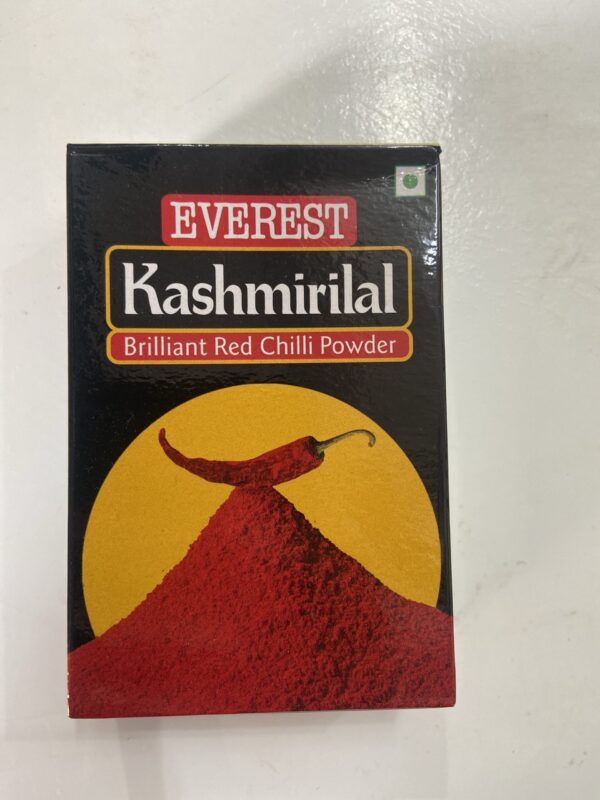 EVEREST
Kashmirilal
Brilliant Red Chilli Powder